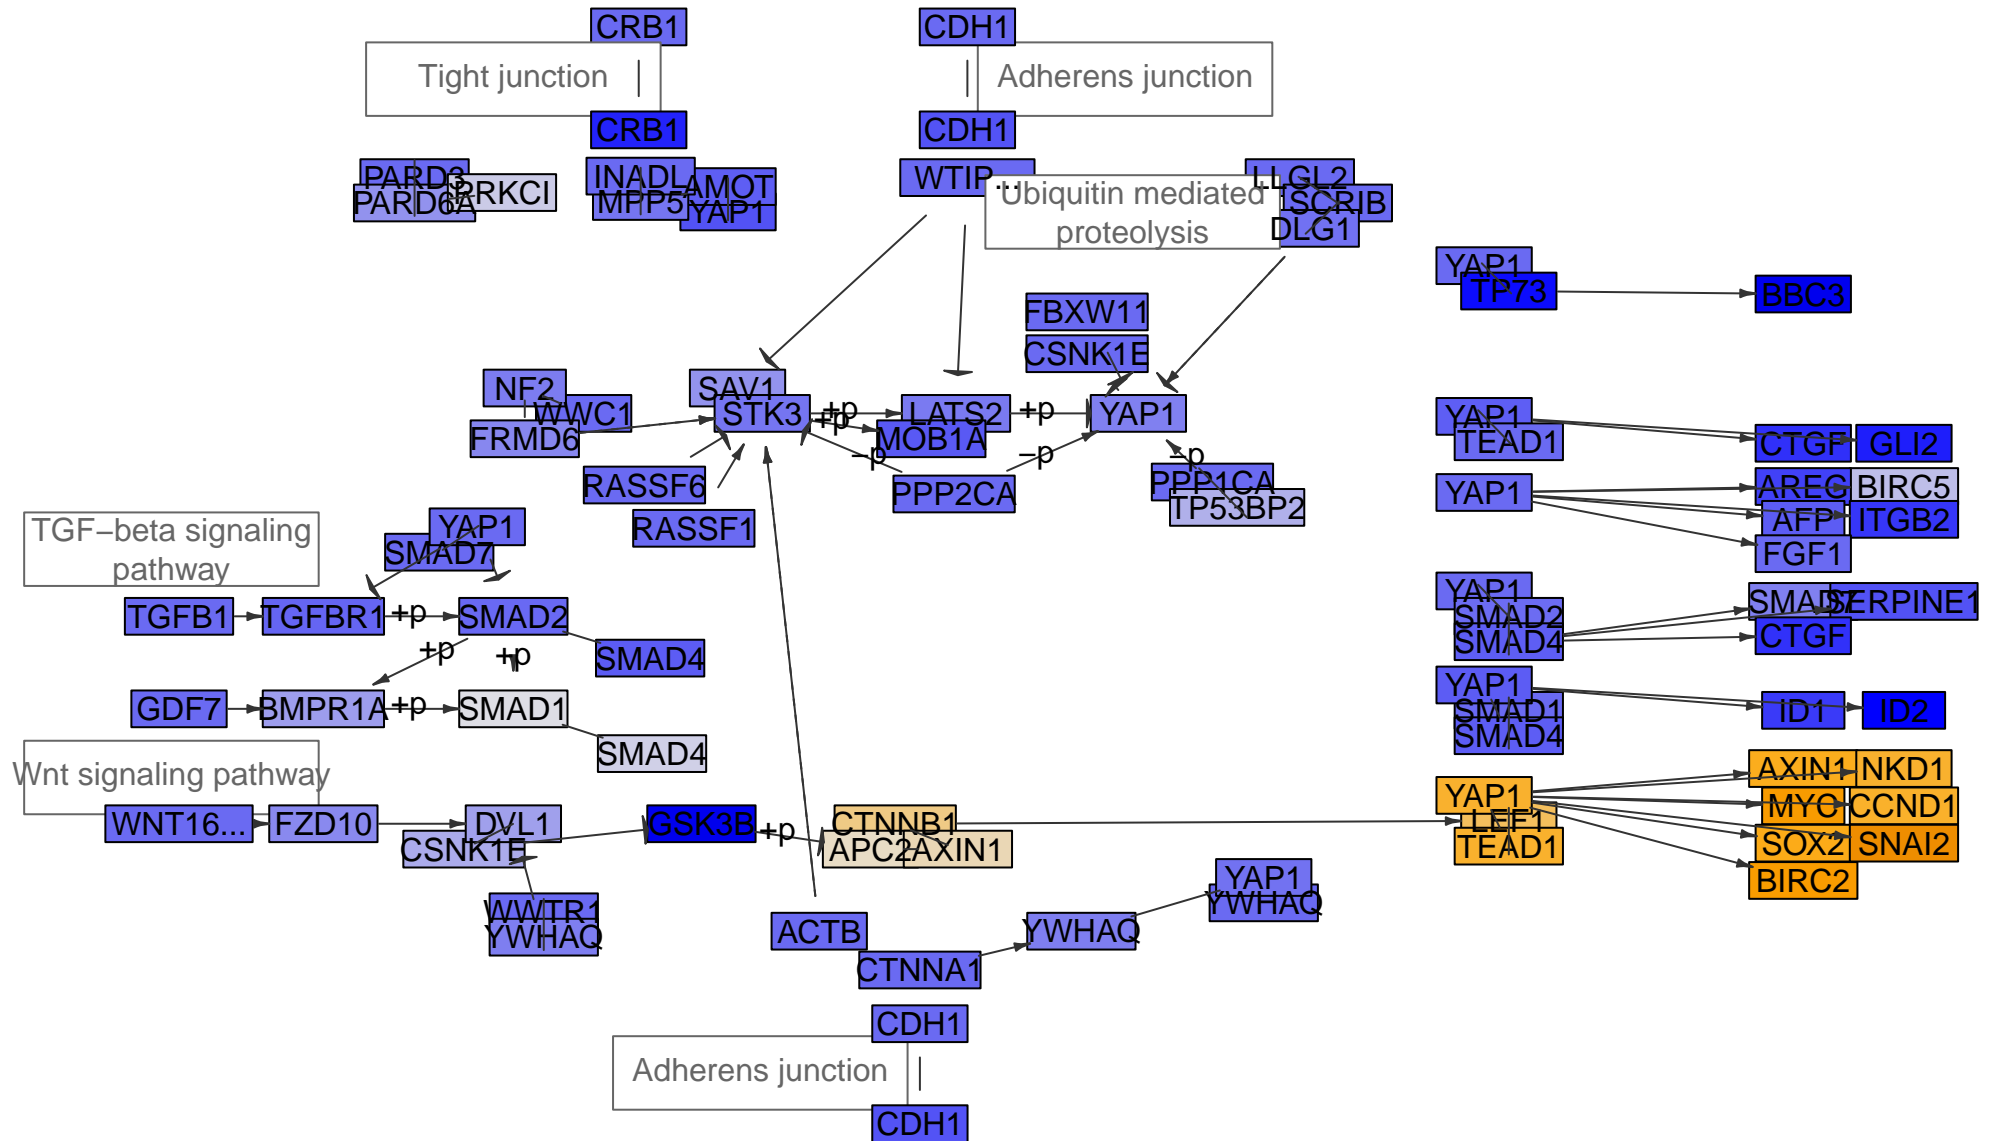 CRB1
CDH1
Tight junction
Adherens junction
CRB1
CDH1
PARD3
PARD6A
PRKCI
INADL
MPP5
AMOT
YAP1
WTIP...
Ubiquitin mediated
proteolysis
LLGL2
SCRIB
DLG1
YAP1
TP73
BBC3
FBXW11
CSNK1E
NF2
WWC1
FRMD6
SAV1
STK3
+p
+p
LATS2
MOB1A
+p
YAP1
−p
−p
−p
RASSF6
RASSF1
PPP2CA
PPP1CA
TP53BP2
YAP1
TEAD1
CTGF
GLI2
YAP1
AREG
BIRC5
AFP
ITGB2
FGF1
TGF−beta signaling
pathway
YAP1
SMAD7
TGFB1
TGFBR1
+p
SMAD2
SMAD4
+p
+p
GDF7
BMPR1A
+p
SMAD1
SMAD4
YAP1
SMAD2
SMAD4
SMAD7
SERPINE1
CTGF
YAP1
SMAD1
SMAD4
ID1
ID2
Wnt signaling pathway
WNT16...
FZD10
DVL1
CSNK1E
GSK3B
+p
CTNNB1
APC2
AXIN1
YAP1
LEF1
TEAD1
AXIN1
NKD1
MYC
CCND1
SOX2
SNAI2
BIRC2
WWTR1
YWHAQ
ACTB
CTNNA1
YWHAQ
YAP1
YWHAQ
CDH1
Adherens junction
CDH1